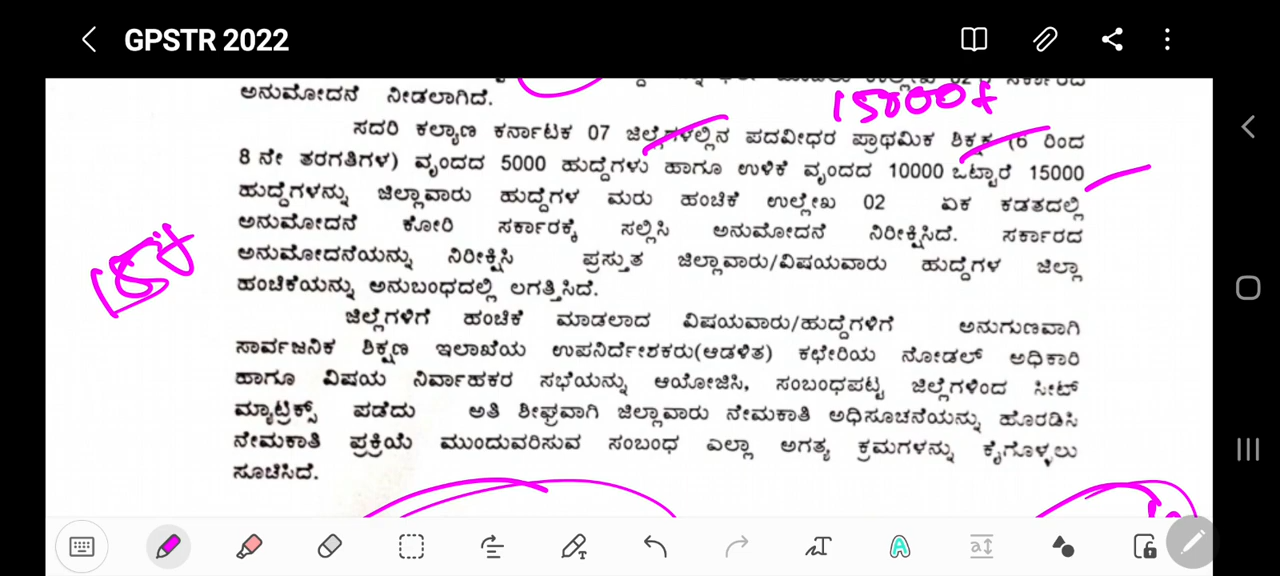 GPSTR 2022
ಅನುಮೋದನೆ ನೀಡಲಾಗಿದೆ.
15000+
ಸದರಿ ಕಲ್ಯಾಣ ಕರ್ನಾಟಕ 07 ಜಿಲ್ಲೆಗಳಲ್ಲಿನ ಪದವೀಧರ ಪ್ರಾಥಮಿಕ ಶಿಕ್ಷಕ (6 ರಿಂದ
8 ನೇ ತರಗತಿಗಳ) ವೃಂದದ 5000 ಹುದ್ದೆಗಳು ಹಾಗೂ ಉಳಿಕೆ ವೃಂದದ 10000 ಒಟ್ಟಾರೆ 15000
ಹುದ್ದೆಗಳನ್ನು ಜಿಲ್ಲಾವಾರು ಹುದ್ದೆಗಳ ಮರು ಹಂಚಿಕೆ ಉಲ್ಲೇಖ 02 ಏಕ ಕಡತದಲ್ಲಿ
ಅನುಮೋದನೆ ಕೋರಿ ಸರ್ಕಾರಕ್ಕೆ ಸಲ್ಲಿಸಿ ಅನುಮೋದನೆ ನಿರೀಕ್ಷಿಸಿದೆ. ಸರ್ಕಾರದ
ಅನುಮೋದನೆಯನ್ನು ನಿರೀಕ್ಷಿಸಿ ಪ್ರಸ್ತುತ ಜಿಲ್ಲಾವಾರು/ವಿಷಯವಾರು ಹುದ್ದೆಗಳ ಜಿಲ್ಲಾ
ಹಂಚಿಕೆಯನ್ನು ಅನುಬಂಧದಲ್ಲಿ ಲಗತ್ತಿಸಿದೆ.
ಜಿಲ್ಲೆಗಳಿಗೆ ಹಂಚಿಕೆ ಮಾಡಲಾದ ವಿಷಯವಾರು/ಹುದ್ದೆಗಳಿಗೆ ಅನುಗುಣವಾಗಿ
ಸಾರ್ವಜನಿಕ ಶಿಕ್ಷಣ ಇಲಾಖೆಯ ಉಪನಿರ್ದೇಶಕರು(ಆಡಳಿತ) ಕಛೇರಿಯ ನೋಡಲ್ ಅಧಿಕಾರಿ
ಹಾಗೂ ವಿಷಯ ನಿರ್ವಾಹಕರ ಸಭೆಯನ್ನು ಆಯೋಜಿಸಿ, ಸಂಬಂಧಪಟ್ಟ ಜಿಲ್ಲೆಗಳಿಂದ ಸೀಟ್
ಮ್ಯಾಟ್ರಿಕ್ಸ್ ಪಡೆದು ಅತಿ ಶೀಘ್ರವಾಗಿ ಜಿಲ್ಲಾವಾರು ನೇಮಕಾತಿ ಅಧಿಸೂಚನೆಯನ್ನು ಹೊರಡಿಸಿ
ನೇಮಕಾತಿ ಪ್ರಕ್ರಿಯೆ ಮುಂದುವರಿಸುವ ಸಂಬಂಧ ಎಲ್ಲಾ ಅಗತ್ಯ ಕ್ರಮಗಳನ್ನು ಕೈಗೊಳ್ಳಲು
ಸೂಚಿಸಿದೆ.